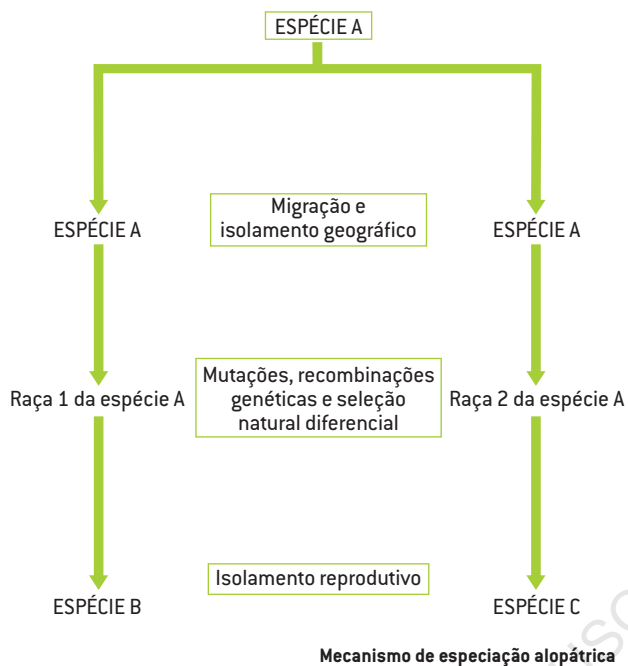 ESPÉCIE A
Migração e
isolamento geográfico
ESPÉCIE A
ESPÉCIE A
Mutações, recombinações
genéticas e seleção
natural diferencial
Raça 1 da espécie A
Raça 2 da espécie A
Isolamento reprodutivo
ESPÉCIE B
ESPÉCIE C
Mecanismo de especiação alopátrica